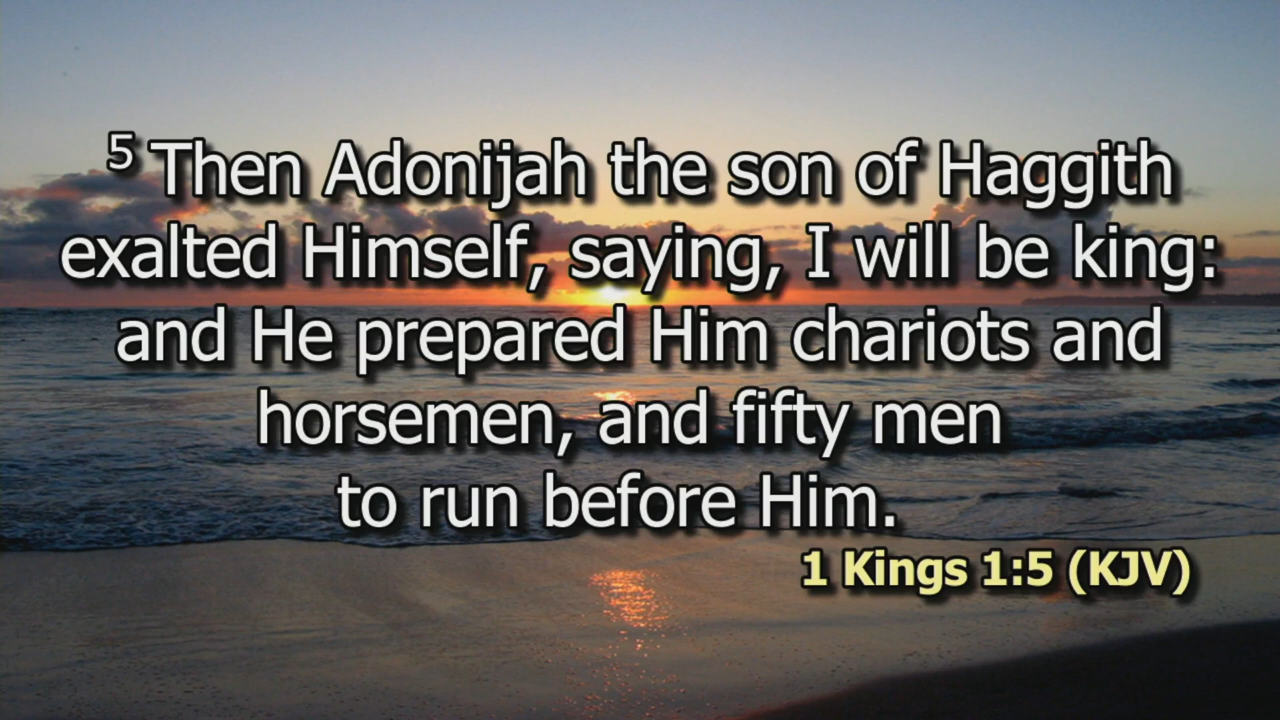 5 Then Adonijah the son of Haggith
exalted Himself, saying, I will be king:
and He prepared Him chariots and
horsemen, and fifty men
to run before Him.
1 Kings 1:5 (KJV)